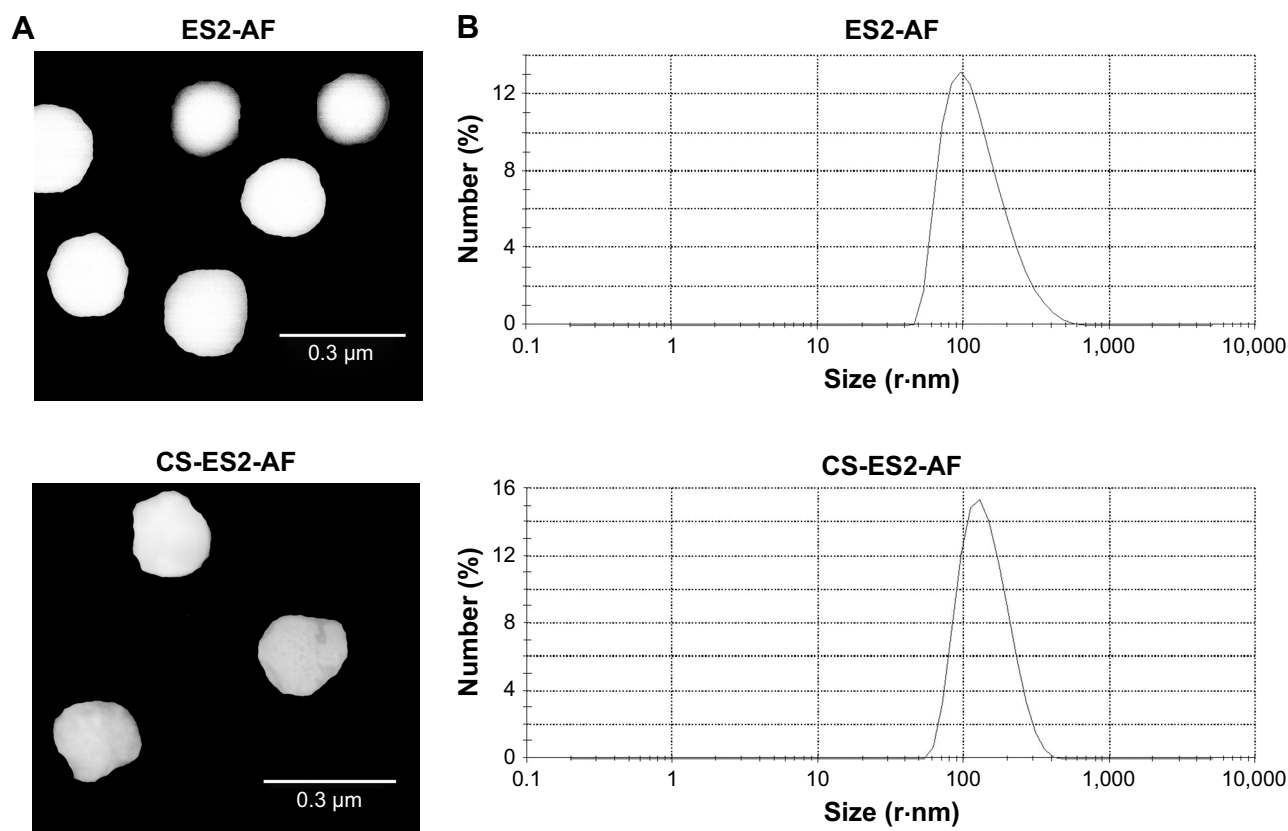 A
ES2-AF
0.3 µm
B
ES2-AF
Number (%)
12
8
4
0
0.1
1
10
100
1,000
10,000
Size (r·nm)
CS-ES2-AF
0.3 µm
CS-ES2-AF
Number (%)
16
12
8
4
0
0.1
1
10
100
1,000
10,000
Size (r·nm)